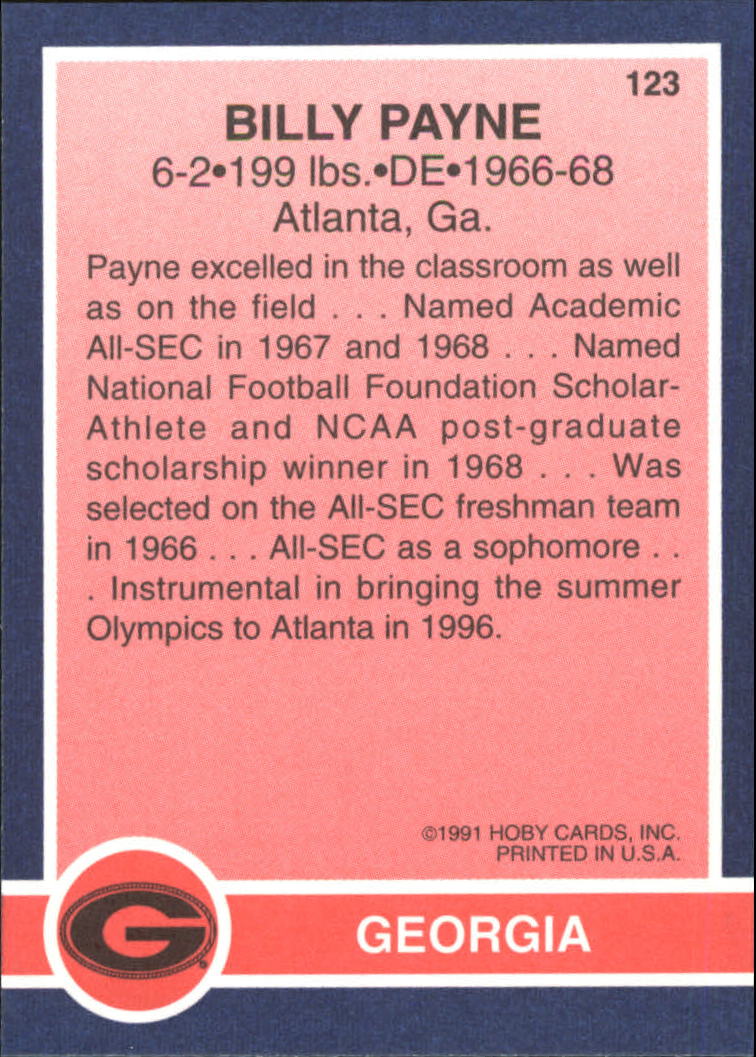 123
BILLY PAYNE
6-2•199 lbs.•DE•1966-68
Atlanta, Ga.
Payne excelled in the classroom as well
as on the field . . . Named Academic
All-SEC in 1967 and 1968 . . . Named
National Football Foundation Scholar-
Athlete and NCAA post-graduate
scholarship winner in 1968 . . . Was
selected on the All-SEC freshman team
in 1966 . . . All-SEC as a sophomore . .
. Instrumental in bringing the summer
Olympics to Atlanta in 1996.
©1991 HOBY CARDS, INC.
PRINTED IN U.S.A.
G
GEORGIA